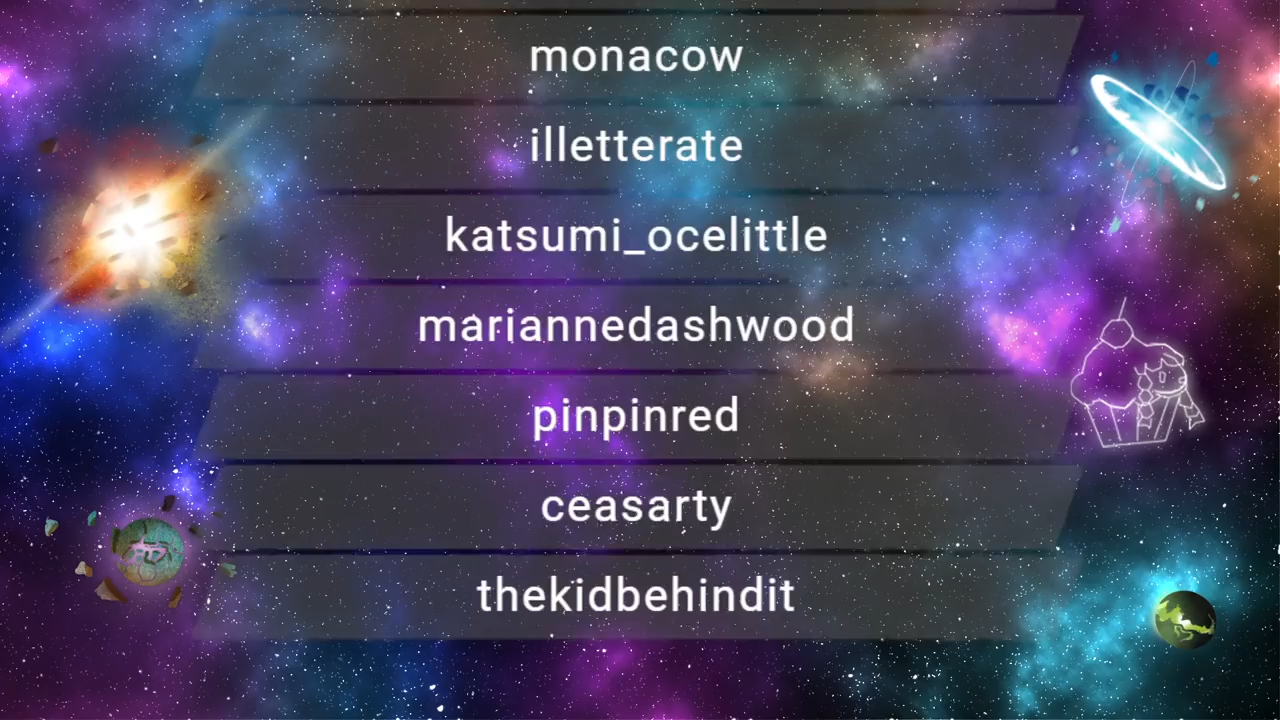 monacow
illetterate
katsumi_ocelittle
mariannedashwood
pinpinred
ceasarty
thekidbehindit